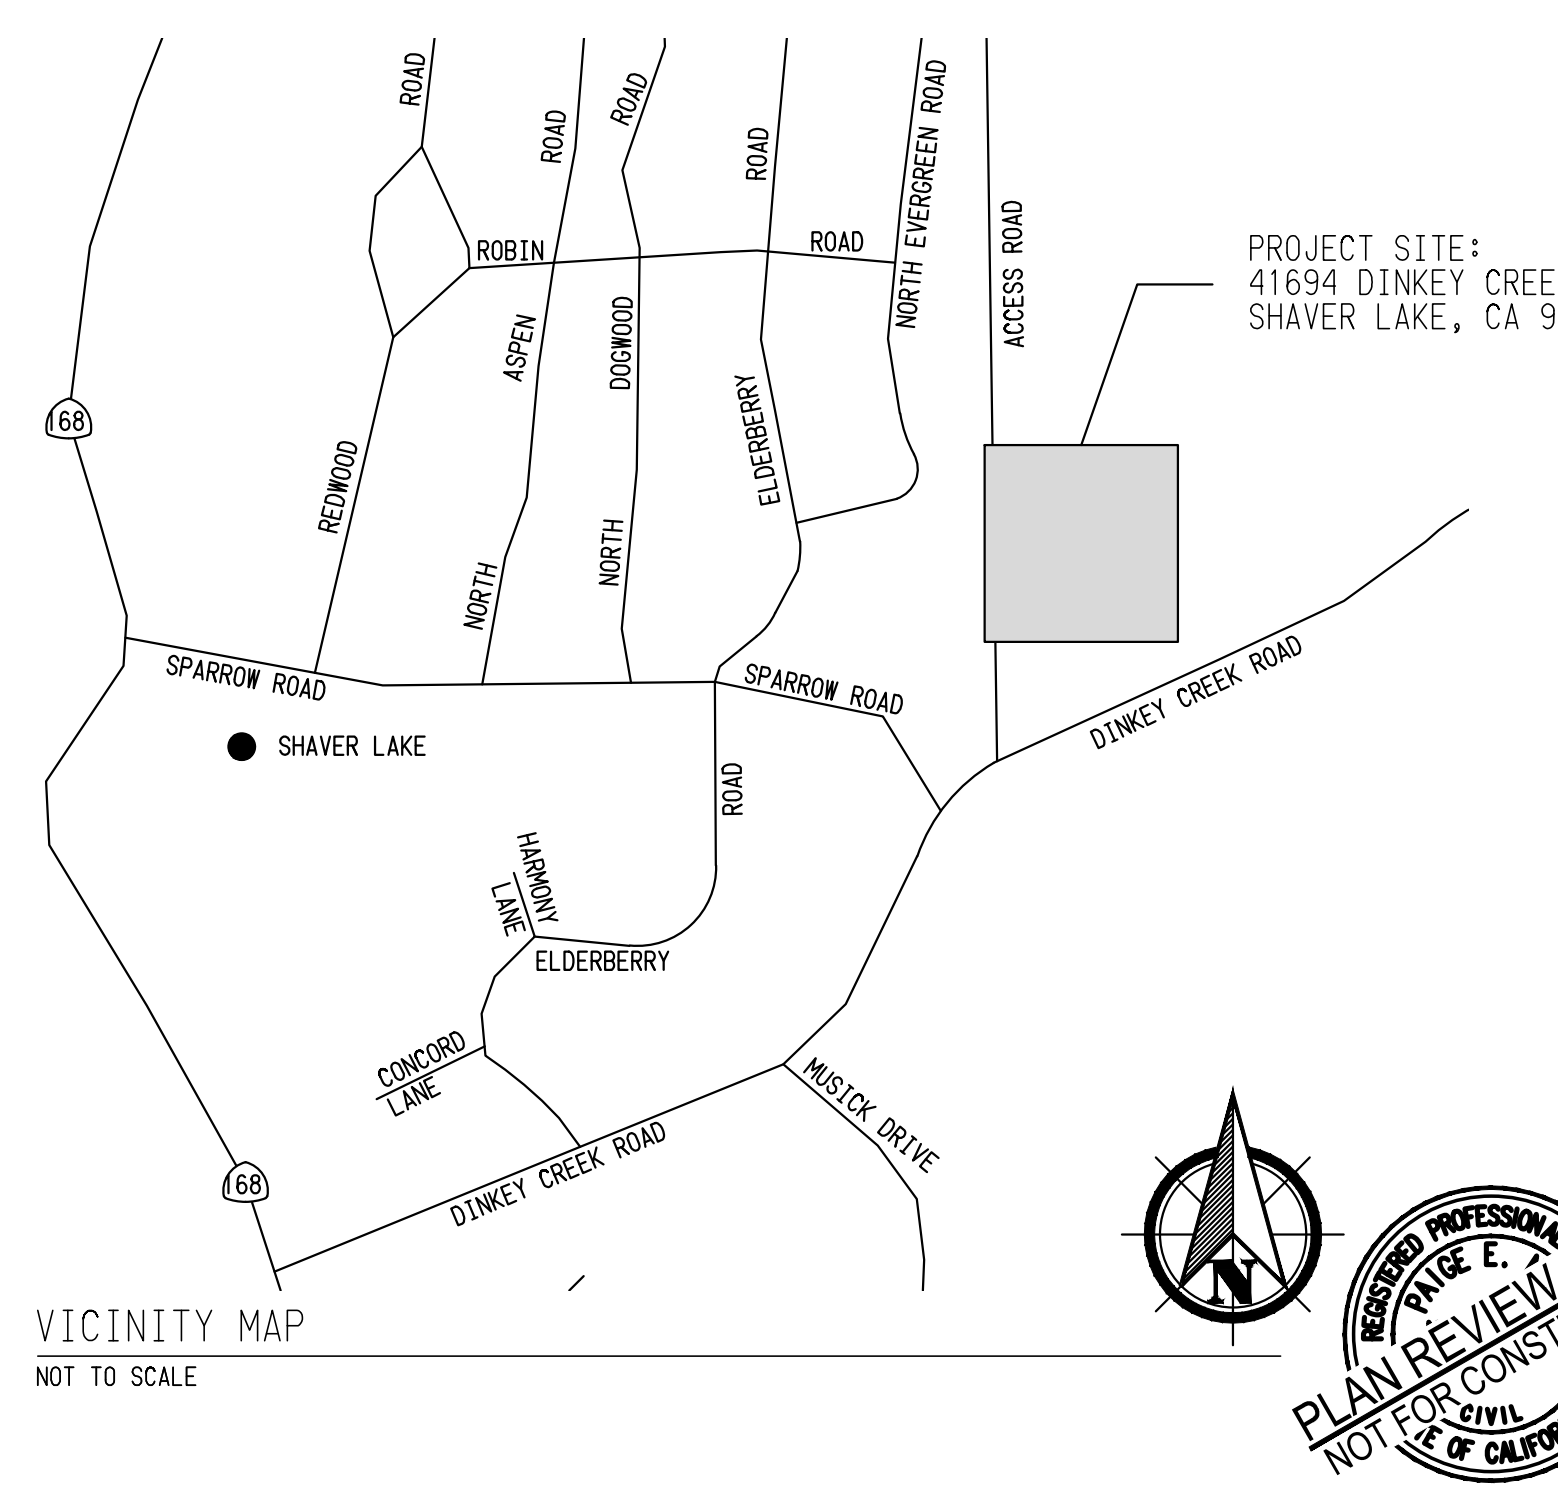 ROAD
ROAD
ROAD
ROAD
NORTH EVERGREEN ROAD
ROBIN
ROAD
ACCESS ROAD
PROJECT SITE:
41694 DINKEY CREE
SHAVER LAKE, CA 9
ASPEN
DOGWOOD
ELDERBERRY
168
REDWOOD
NORTH
NORTH
SPARROW ROAD
SPARROW ROAD
DINKEY CREEK ROAD
SHAVER LAKE
ROAD
HARMONY
LANE
ELDERBERRY
CONCORD
LANE
MUSICK DRIVE
DINKEY CREEK ROAD
168
N
REGISTERED PROFESSIONAL
PAIGE E.
PLAN REVIEW
NOT FOR CONST
CIVIL
E OF CALIFOR
VICINITY MAP
NOT TO SCALE